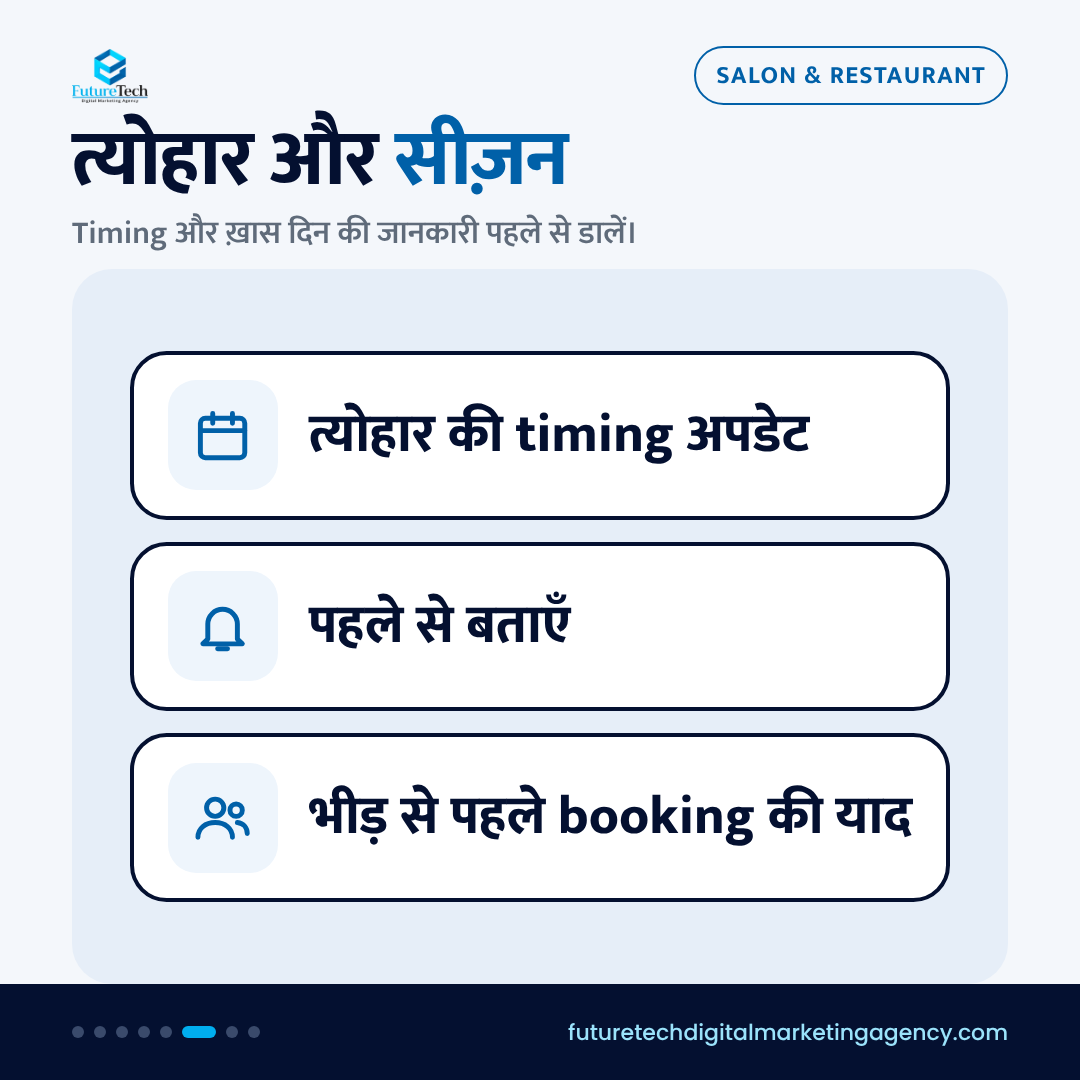 FutureTech
Digital Marketing Agency
SALON & RESTAURANT
त्योहार और सीज़न
Timing और ख़ास दिन की जानकारी पहले से डालें।
त्योहार की timing अपडेट
पहले से बताएँ
भीड़ से पहले booking की याद
futuretechdigitalmarketingagency.com